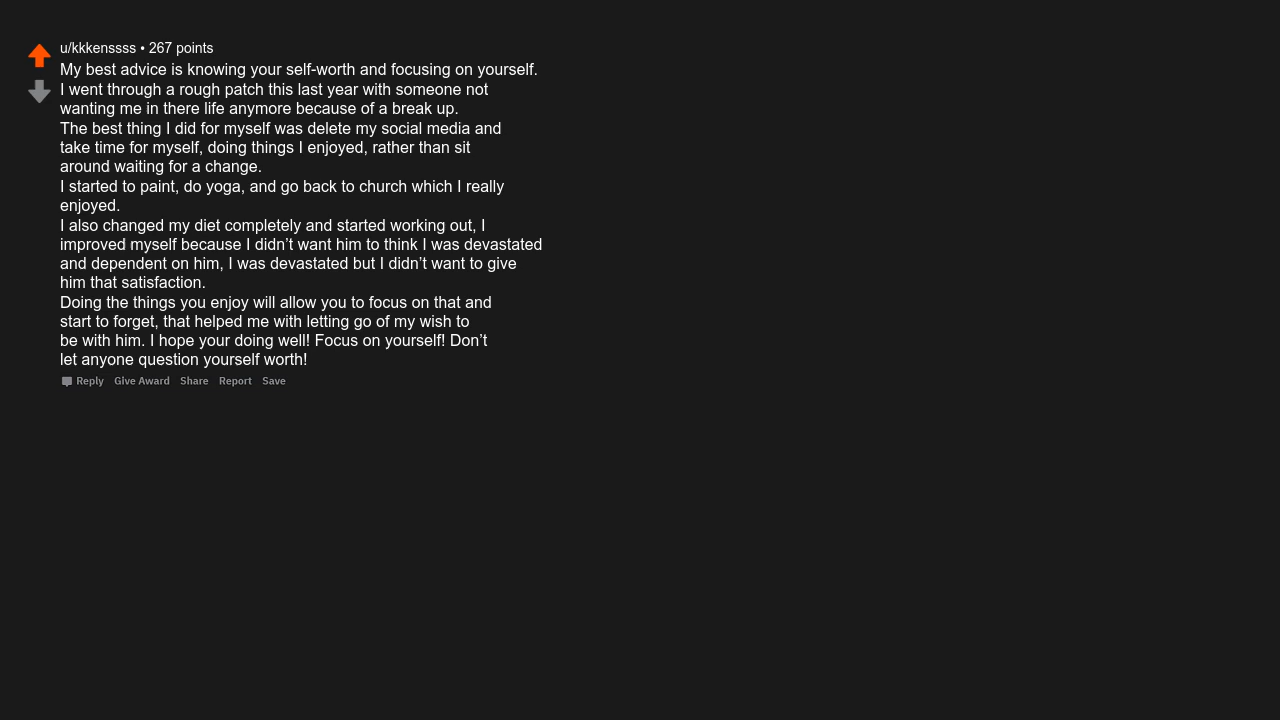 u/kkkenssss • 267 points
My best advice is knowing your self-worth and focusing on yourself.
I went through a rough patch this last year with someone not
wanting me in there life anymore because of a break up.
The best thing I did for myself was delete my social media and
take time for myself, doing things I enjoyed, rather than sit
around waiting for a change.
I started to paint, do yoga, and go back to church which I really
enjoyed.
I also changed my diet completely and started working out, I
improved myself because I didn’t want him to think I was devastated
and dependent on him, I was devastated but I didn’t want to give
him that satisfaction.
Doing the things you enjoy will allow you to focus on that and
start to forget, that helped me with letting go of my wish to
be with him. I hope your doing well! Focus on yourself! Don’t
let anyone question yourself worth!
Reply Give Award Share Report Save